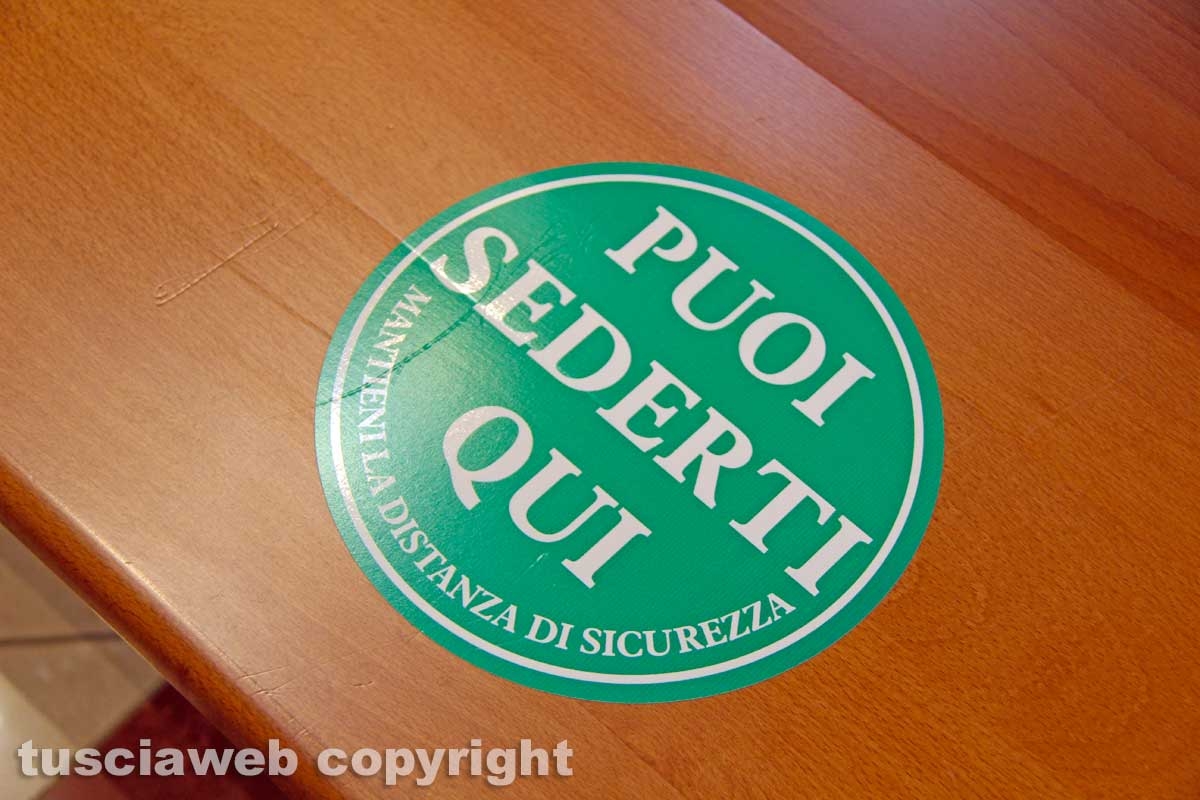 PUOI
SEDERTI
QUI
MANTIENI LA DISTANZA DI SICUREZZA
tusciaweb copyright